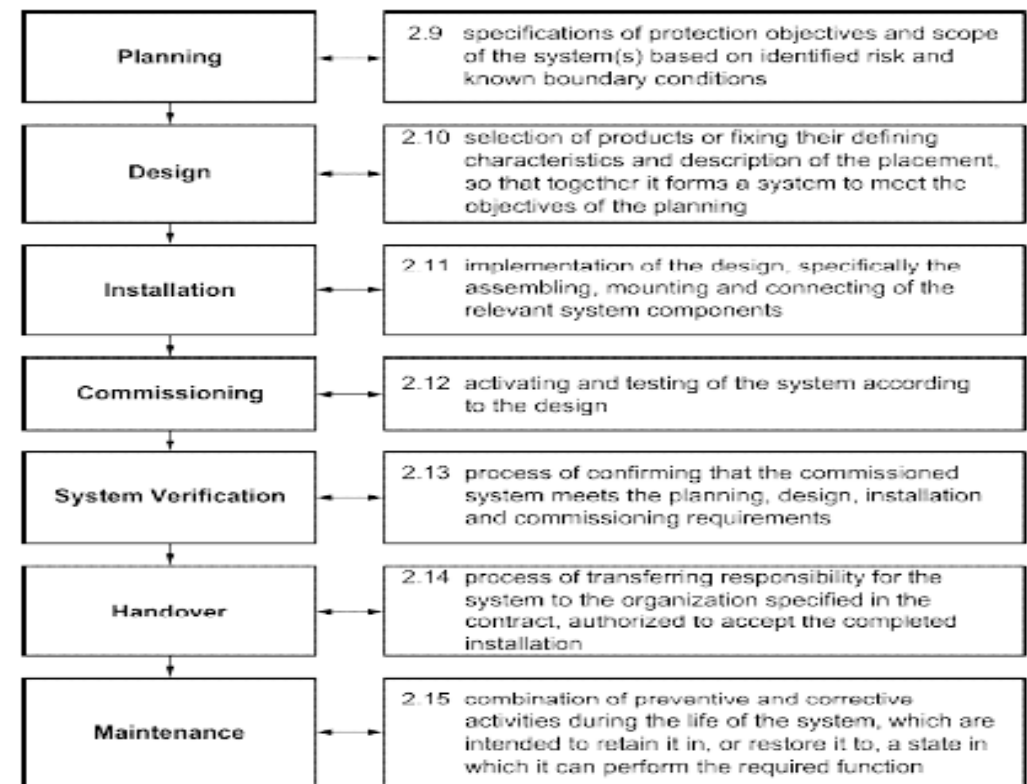 Planning
2.9 specifications of protection objectives and scope
of the system(s) based on identified risk and
known boundary conditions
Design
2.10 selection of products or fixing their defining
characteristics and description of the placement,
so that together it forms a system to meet the
objectives of the planning
Installation
2.11 implementation of the design, specifically the
assembling, mounting and connecting of the
relevant system components
Commissioning
2.12 activating and testing of the system according
to the design
System Verification
2.13 process of confirming that the commissioned
system meets the planning, design, installation
and commissioning requirements
Handover
2.14 process of transferring responsibility for the
system to the organization specified in the
contract, authorized to accept the completed
installation
Maintenance
2.15 combination of preventive and corrective
activities during the life of the system, which are
intended to retain it in, or restore it to, a state in
which it can perform the required function